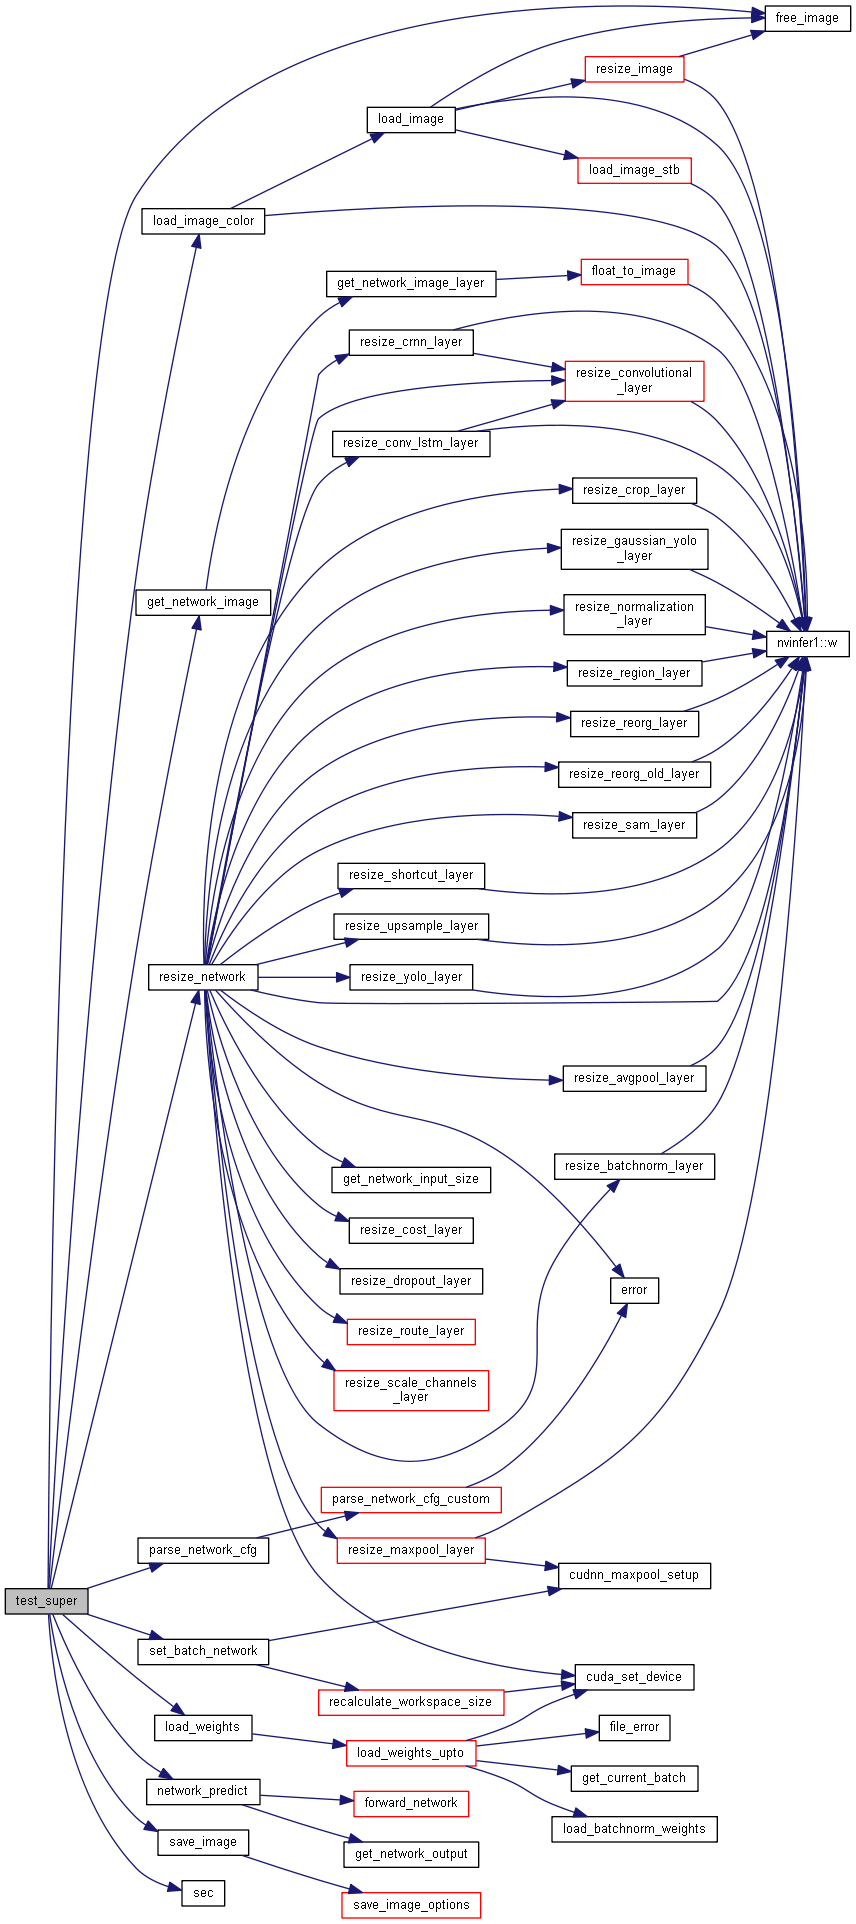 free_image
resize_image
load_image
load_image_stb
load_image_color
float_to_image
get_network_image_layer
resize_crnn_layer
resize_convolutional
_layer
resize_conv_lstm_layer
resize_crop_layer
resize_gaussian_yolo
_layer
get_network_image
resize_normalization
_layer
nvinfer1::w
resize_region_layer
resize_reorg_layer
resize_reorg_old_layer
resize_sam_layer
resize_shortcut_layer
resize_upsample_layer
resize_network
resize_yolo_layer
resize_avgpool_layer
resize_batchnorm_layer
get_network_input_size
resize_cost_layer
resize_dropout_layer
error
resize_route_layer
resize_scale_channels
_layer
parse_network_cfg_custom
parse_network_cfg
resize_maxpool_layer
cudnn_maxpool_setup
test_super
set_batch_network
cuda_set_device
recalculate_workspace_size
load_weights
file_error
load_weights_upto
get_current_batch
network_predict
forward_network
load_batchnorm_weights
save_image
get_network_output
sec
save_image_options